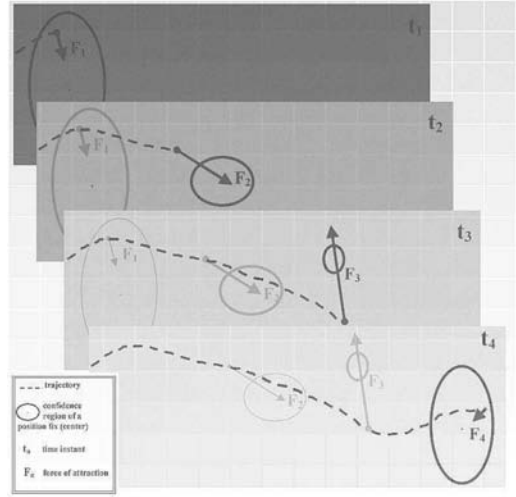 t₁
F₁
t₂
F₁
F₂
t₃
F₁
F₂
F₃
t₄
F₂
F₃
F₄
trajectory
confidence
region of a
position fix (center)
tₙ time instant
Fₙ force of attraction